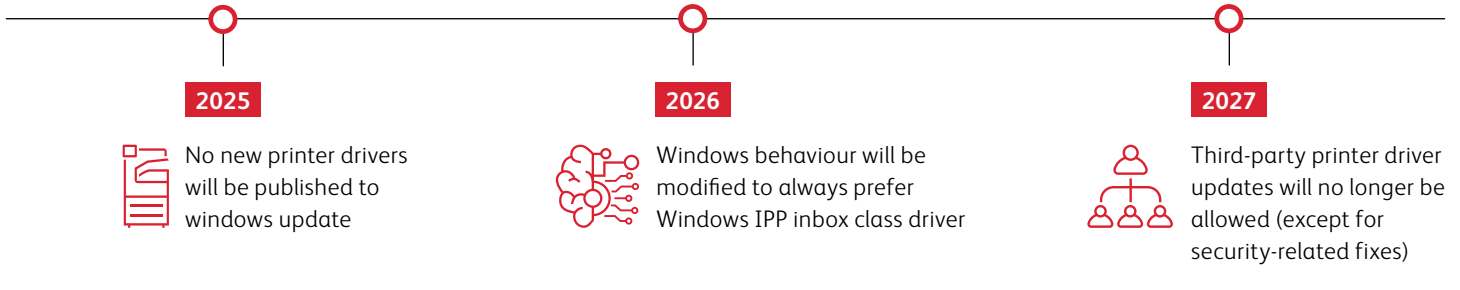 2025
No new printer drivers
will be published to
windows update
2026
Windows behaviour will be
modified to always prefer
Windows IPP inbox class driver
2027
Third-party printer driver
updates will no longer be
allowed (except for
security-related fixes)